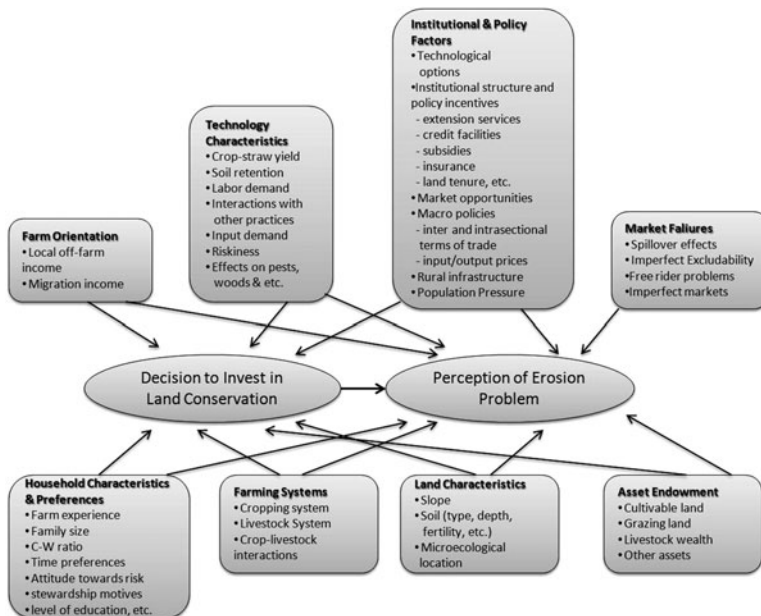 Institutional & Policy
Factors
•Technological
options
•Institutional structure and
policy incentives
- extension services
- credit facilities
- subsidies
- insurance
- land tenure, etc.
•Market opportunities
•Macro policies
- inter and intrasectional
terms of trade
- input/output prices
•Rural infrastructure
•Population Pressure
Technology
Characteristics
•Crop-straw yield
•Soil retention
•Labor demand
•Interactions with
other practices
•Input demand
•Riskiness
•Effects on pests,
woods & etc.
Farm Orientation
•Local off-farm
income
•Migration income
Market Faliures
•Spillover effects
•Imperfect Excludability
•Free rider problems
•Imperfect markets
Decision to Invest in
Land Conservation
Perception of Erosion
Problem
Household Characteristics
& Preferences
•Farm experience
•Family size
•C-W ratio
•Time preferences
•Attitude towards risk
•stewardship motives
•level of education, etc.
Farming Systems
•Cropping system
•Livestock System
•Crop-livestock
interactions
Land Characteristics
•Slope
•Soil (type, depth,
fertility, etc.)
•Microecological
location
Asset Endowment
•Cultivable land
•Grazing land
•Livestock wealth
•Other assets